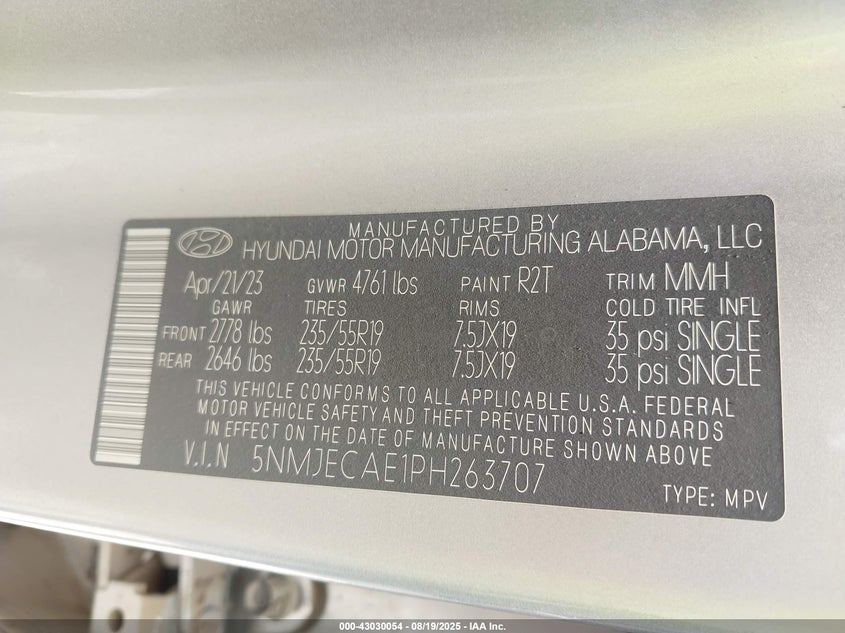 MANUFACTURED BY
HYUNDAI MOTOR MANUFACTURING ALABAMA, LLC
Apr/21/23 GVWR 4761 lbs PAINT R2T TRIM MMH
GAWR TIRES RIMS COLD TIRE INFL
FRONT 2778 lbs 235/55R19 7.5JX19 35 psi SINGLE
REAR 2646 lbs 235/55R19 7.5JX19 35 psi SINGLE
THIS VEHICLE CONFORMS TO ALL APPLICABLE U.S.A. FEDERAL
MOTOR VEHICLE SAFETY AND THEFT PREVENTION STANDARDS
IN EFFECT ON THE DATE OF MANUFACTURE SHOWN ABOVE
V.I.N 5NMJECAE1PH263707
TYPE: MPV
000-43030054 - 08/19/2025 - IAA Inc.